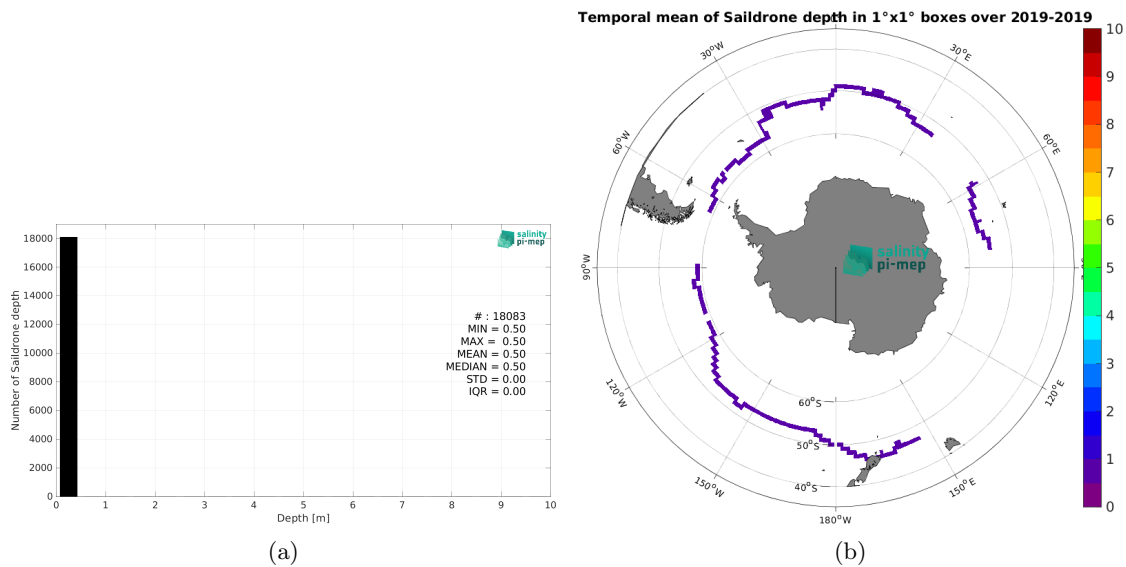 Temporal mean of Saildrone depth in 1°x1° boxes over 2019-2019
18000
16000
14000
12000
10000
8000
6000
4000
2000
0
Number of Saildrone depth
0 1 2 3 4 5 6 7 8 9 10
Depth [m]
salinity
pi-mep
# : 18083
MIN = 0.50
MAX = 0.50
MEAN = 0.50
MEDIAN = 0.50
STD = 0.00
IQR = 0.00
(a)
30°W
30°E
60°W
60°E
90°W
salinity
pi-mep
120°W
120°E
60°S
50°S
40°S
150°W
150°E
180°W
10
9
8
7
6
5
4
3
2
1
0
(b)